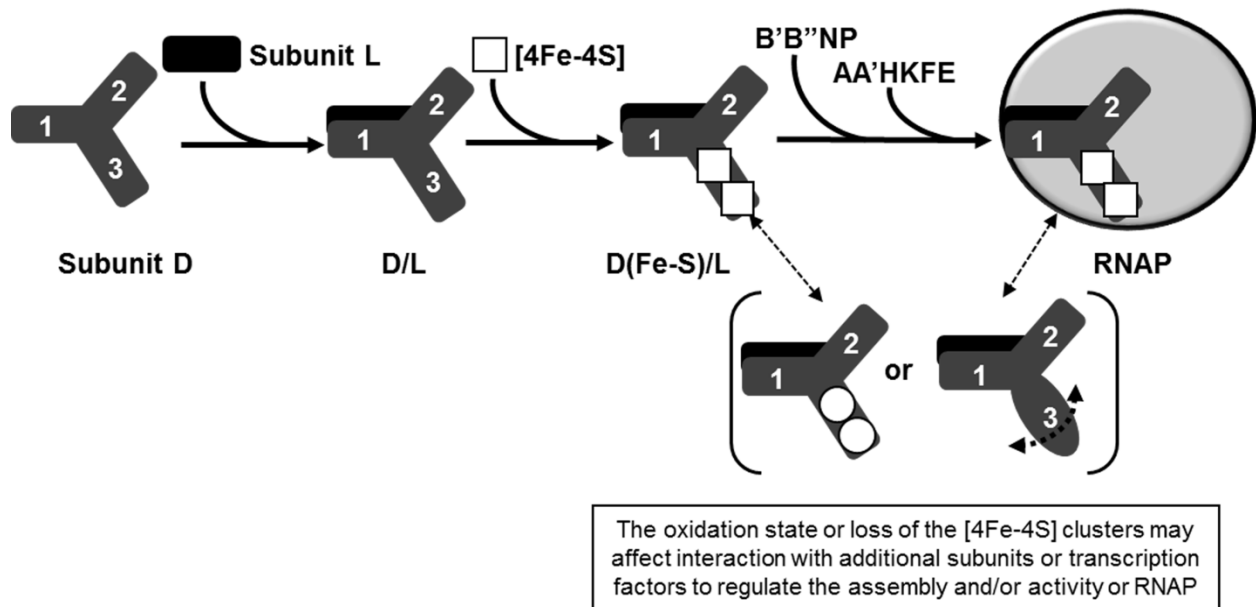 Subunit L
[4Fe-4S]
B'B"NP
AA'HKFE
1
2
3
1
2
3
1
2
1
2
Subunit D
D/L
D(Fe-S)/L
RNAP
1
2
or
1
2
3
The oxidation state or loss of the [4Fe-4S] clusters may
affect interaction with additional subunits or transcription
factors to regulate the assembly and/or activity or RNAP